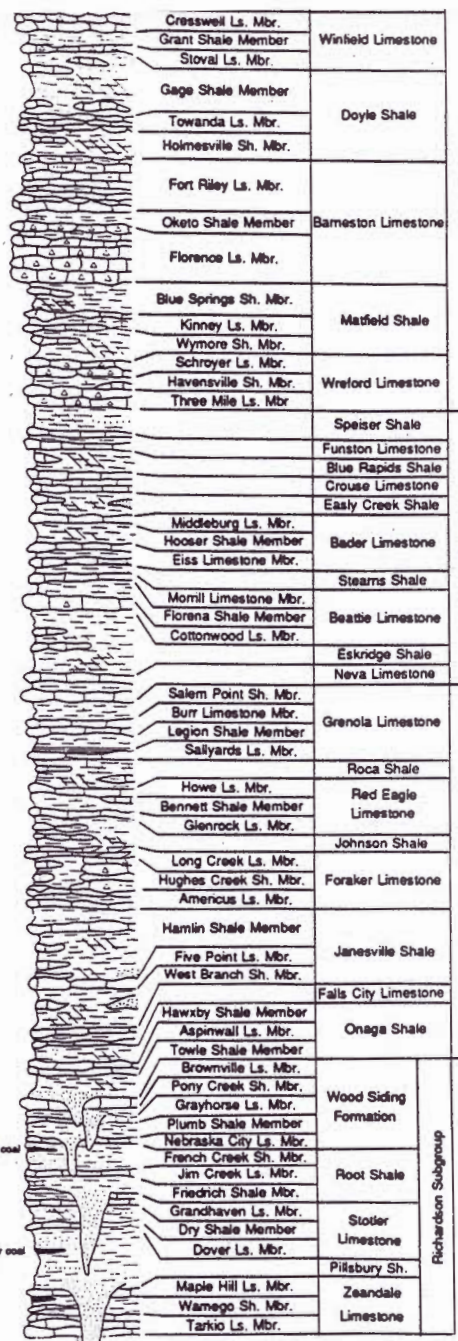 Cresswell Ls. Mbr.
Grant Shale Member
Stoval Ls. Mbr.
Winfield Limestone
Gage Shale Member
Towanda Ls. Mbr.
Holmesville Sh. Mbr.
Doyle Shale
Fort Riley Ls. Mbr.
Oketo Shale Member
Florence Ls. Mbr.
Barneston Limestone
Blue Springs Sh. Mbr.
Kinney Ls. Mbr.
Wymore Sh. Mbr.
Matfield Shale
Schroyer Ls. Mbr.
Havensville Sh. Mbr.
Three Mile Ls. Mbr
Wreford Limestone
Speiser Shale
Funston Limestone
Blue Rapids Shale
Crouse Limestone
Easly Creek Shale
Middleburg Ls. Mbr.
Hooser Shale Member
Eiss Limestone Mbr.
Bader Limestone
Stearns Shale
Morrill Limestone Mbr.
Florena Shale Member
Cottonwood Ls. Mbr.
Beattie Limestone
Eskridge Shale
Neva Limestone
Salem Point Sh. Mbr.
Burr Limestone Mbr.
Legion Shale Member
Sallyards Ls. Mbr.
Grenola Limestone
Roca Shale
Howe Ls. Mbr.
Bennett Shale Member
Glenrock Ls. Mbr.
Red Eagle
Limestone
Johnson Shale
Long Creek Ls. Mbr.
Hughes Creek Sh. Mbr.
Americus Ls. Mbr.
Foraker Limestone
Hamlin Shale Member
Five Point Ls. Mbr.
West Branch Sh. Mbr.
Janesville Shale
Falls City Limestone
Hawxby Shale Member
Aspinwall Ls. Mbr.
Towle Shale Member
Onaga Shale
Brownville Ls. Mbr.
Pony Creek Sh. Mbr.
Grayhorse Ls. Mbr.
Plumb Shale Member
Nebraska City Ls. Mbr.
Wood Siding
Formation
French Creek Sh. Mbr.
Jim Creek Ls. Mbr.
Friedrich Shale Mbr.
Root Shale
Grandhaven Ls. Mbr.
Dry Shale Member
Dover Ls. Mbr.
Stotler
Limestone
Pillsbury Sh.
Maple Hill Ls. Mbr.
Wamego Sh. Mbr.
Tarkio Ls. Mbr.
Zeandale
Limestone
Richardson Subgroup
coal
coal